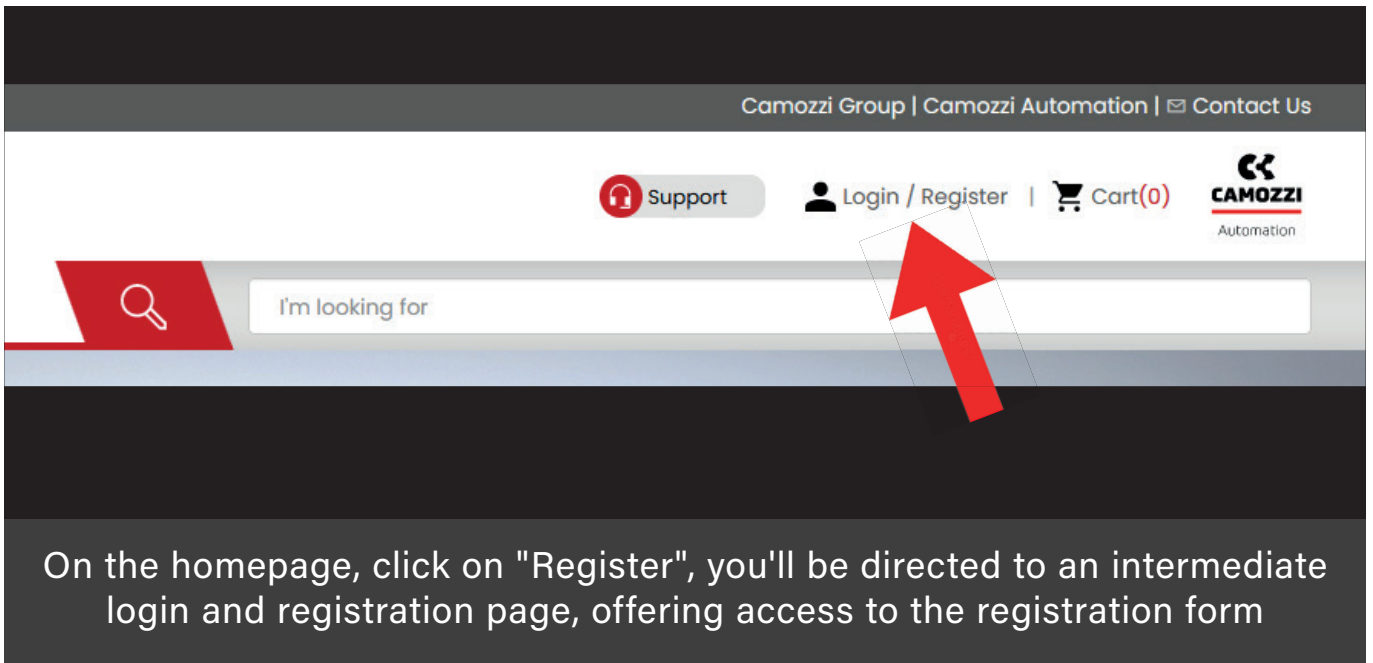 Camozzi Group | Camozzi Automation | ✉ Contact Us
Support
Login / Register | Cart(0)
CAMOZZI
Automation
I'm looking for
On the homepage, click on "Register", you'll be directed to an intermediate
login and registration page, offering access to the registration form